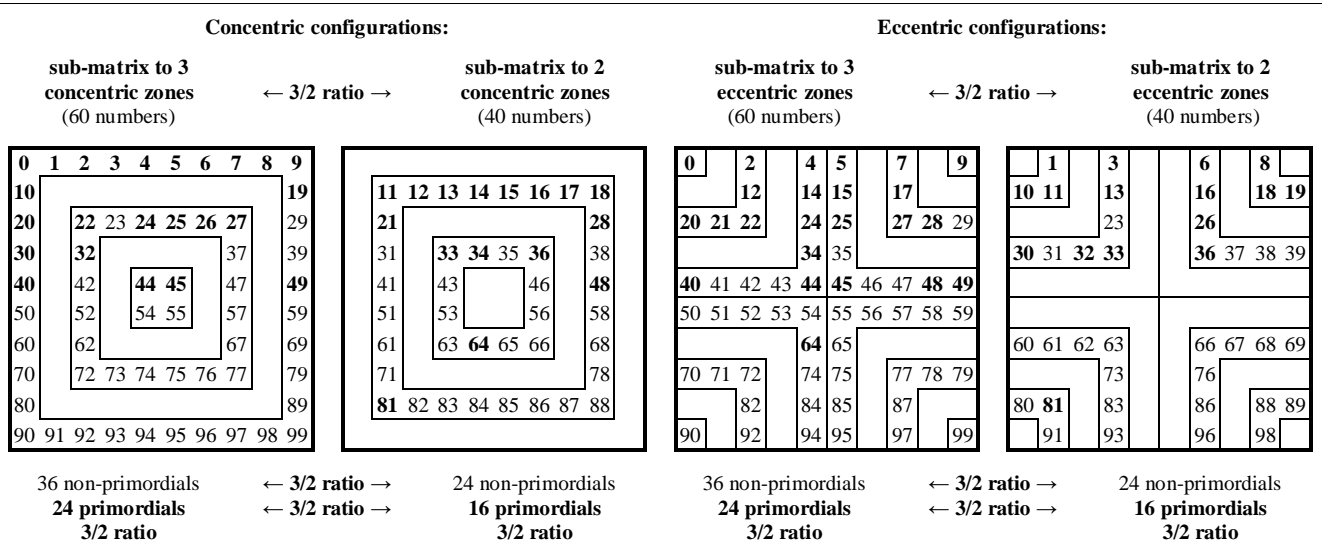 Concentric configurations: Eccentric configurations:
sub-matrix to 3 sub-matrix to 2 sub-matrix to 3 sub-matrix to 2
concentric zones ← 3/2 ratio → concentric zones eccentric zones ← 3/2 ratio → eccentric zones
(60 numbers) (40 numbers) (60 numbers) (40 numbers)
0 1 2 3 4 5 6 7 8 9 0 2 4 5 7 9 1 3 6 8
10 19 11 12 13 14 15 16 17 18 12 14 15 17 10 11 13 16 18 19
20 22 23 24 25 26 27 29 21 28 20 21 22 24 25 27 28 29 23 26
30 32 37 39 31 33 34 35 36 38 34 35 30 31 32 33 36 37 38 39
40 42 44 45 47 49 41 43 46 48 40 41 42 43 44 45 46 47 48 49
50 52 54 55 57 59 51 53 56 58 50 51 52 53 54 55 56 57 58 59
60 62 67 69 61 63 64 65 66 68 64 65 60 61 62 63 66 67 68 69
70 72 73 74 75 76 77 79 71 78 70 71 72 74 75 77 78 79 73 76
80 89 81 82 83 84 85 86 87 88 82 84 85 87 80 81 83 86 88 89
90 91 92 93 94 95 96 97 98 99 90 92 94 95 97 99 91 93 96 98
36 non-primordials ← 3/2 ratio → 24 non-primordials 36 non-primordials ← 3/2 ratio → 24 non-primordials
24 primordials ← 3/2 ratio → 16 primordials 24 primordials ← 3/2 ratio → 16 primordials
3/2 ratio 3/2 ratio 3/2 ratio 3/2 ratio